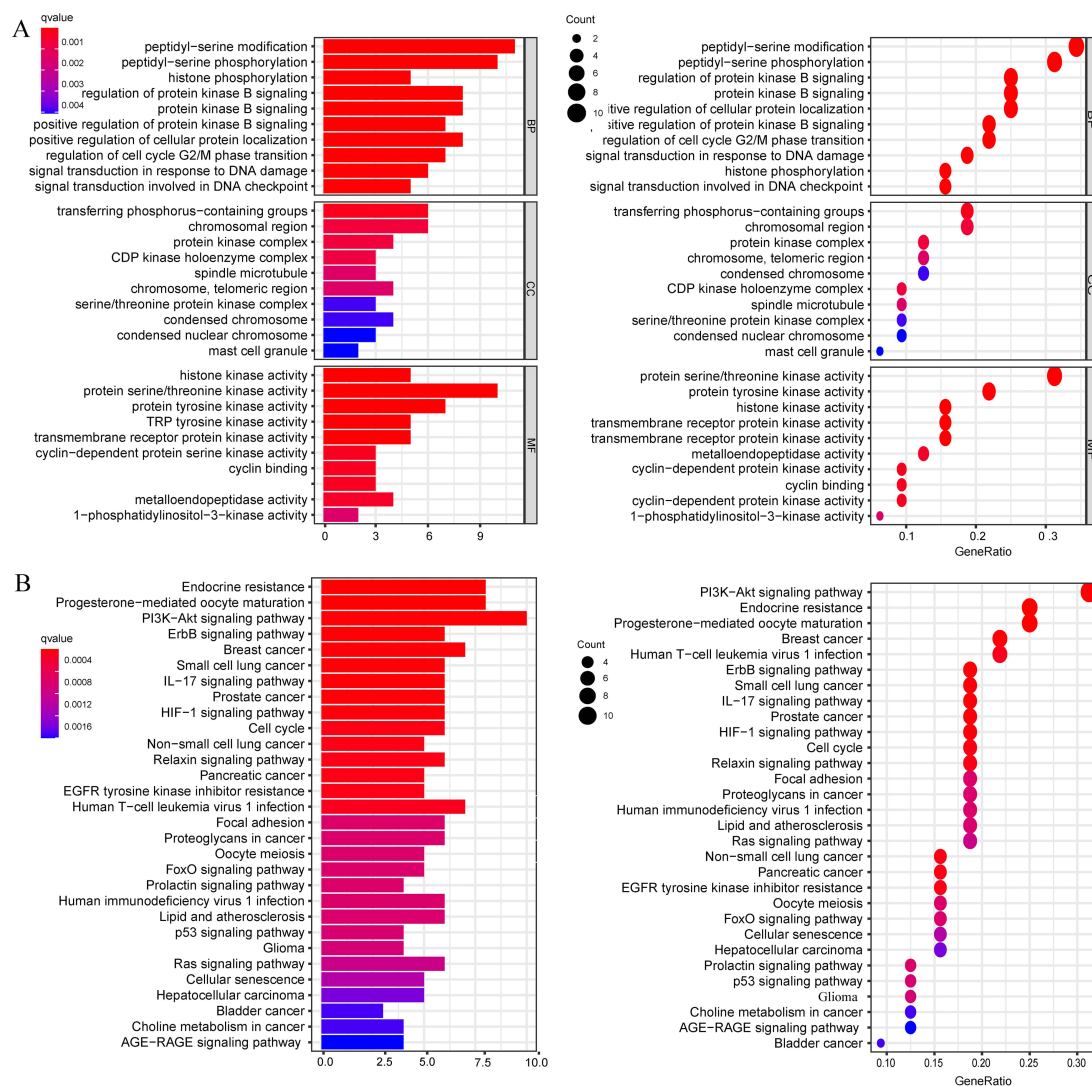 A
qvalue
0.001
0.002
0.003
0.004
peptidyl−serine modification
peptidyl−serine phosphorylation
histone phosphorylation
regulation of protein kinase B signaling
protein kinase B signaling
positive regulation of protein kinase B signaling
positive regulation of cellular protein localization
regulation of cell cycle G2/M phase transition
signal transduction in response to DNA damage
signal transduction involved in DNA checkpoint
BP
transferring phosphorus−containing groups
chromosomal region
protein kinase complex
CDP kinase holoenzyme complex
spindle microtubule
chromosome, telomeric region
serine/threonine protein kinase complex
condensed chromosome
condensed nuclear chromosome
mast cell granule
CC
histone kinase activity
protein serine/threonine kinase activity
protein tyrosine kinase activity
TRP tyrosine kinase activity
transmembrane receptor protein kinase activity
cyclin−dependent protein serine kinase activity
cyclin binding
metalloendopeptidase activity
1−phosphatidylinositol−3−kinase activity
MF
0 3 6 9
Count
2
4
6
8
10
peptidyl−serine modification
peptidyl−serine phosphorylation
regulation of protein kinase B signaling
protein kinase B signaling
itive regulation of cellular protein localization
sitive regulation of protein kinase B signaling
regulation of cell cycle G2/M phase transition
signal transduction in response to DNA damage
histone phosphorylation
signal transduction involved in DNA checkpoint
transferring phosphorus−containing groups
chromosomal region
protein kinase complex
chromosome, telomeric region
condensed chromosome
CDP kinase holoenzyme complex
spindle microtubule
serine/threonine protein kinase complex
condensed nuclear chromosome
mast cell granule
protein serine/threonine kinase activity
protein tyrosine kinase activity
histone kinase activity
transmembrane receptor protein kinase activity
transmembrane receptor protein kinase activity
metalloendopeptidase activity
cyclin−dependent protein kinase activity
cyclin binding
cyclin−dependent protein kinase activity
1−phosphatidylinositol−3−kinase activity
0.1 0.2 0.3
GeneRatio
B
qvalue
0.0004
0.0008
0.0012
0.0016
Endocrine resistance
Progesterone−mediated oocyte maturation
PI3K−Akt signaling pathway
ErbB signaling pathway
Breast cancer
Small cell lung cancer
IL−17 signaling pathway
Prostate cancer
HIF−1 signaling pathway
Cell cycle
Non−small cell lung cancer
Relaxin signaling pathway
Pancreatic cancer
EGFR tyrosine kinase inhibitor resistance
Human T−cell leukemia virus 1 infection
Focal adhesion
Proteoglycans in cancer
Oocyte meiosis
FoxO signaling pathway
Prolactin signaling pathway
Human immunodeficiency virus 1 infection
Lipid and atherosclerosis
p53 signaling pathway
Glioma
Ras signaling pathway
Cellular senescence
Hepatocellular carcinoma
Bladder cancer
Choline metabolism in cancer
AGE−RAGE signaling pathway
0.0 2.5 5.0 7.5 10.0
Count
4
6
8
10
PI3K−Akt signaling pathway
Endocrine resistance
Progesterone−mediated oocyte maturation
Breast cancer
Human T−cell leukemia virus 1 infection
ErbB signaling pathway
Small cell lung cancer
IL−17 signaling pathway
Prostate cancer
HIF−1 signaling pathway
Cell cycle
Relaxin signaling pathway
Focal adhesion
Proteoglycans in cancer
Human immunodeficiency virus 1 infection
Lipid and atherosclerosis
Ras signaling pathway
Non−small cell lung cancer
Pancreatic cancer
EGFR tyrosine kinase inhibitor resistance
Oocyte meiosis
FoxO signaling pathway
Cellular senescence
Hepatocellular carcinoma
Prolactin signaling pathway
p53 signaling pathway
Glioma
Choline metabolism in cancer
AGE−RAGE signaling pathway
Bladder cancer
0.10 0.15 0.20 0.25 0.30
GeneRatio